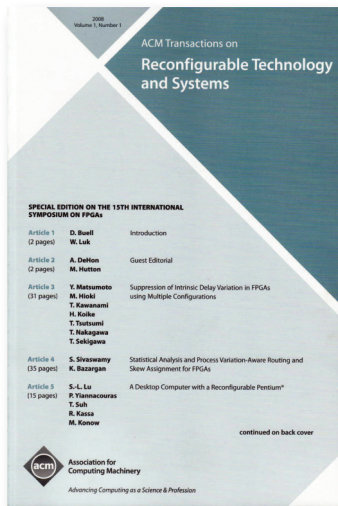 2008
Volume 1, Number 1
ACM Transactions on
Reconfigurable Technology
and Systems
SPECIAL EDITION ON THE 15TH INTERNATIONAL
SYMPOSIUM ON FPGAs
Article 1 D. Buell Introduction
(2 pages) W. Luk
Article 2 A. DeHon Guest Editorial
(2 pages) M. Hutton
Article 3 Y. Matsumoto Suppression of Intrinsic Delay Variation in FPGAs
(31 pages) M. Hioki using Multiple Configurations
T. Kawanami
H. Koike
T. Tsutsumi
T. Nakagawa
T. Sekigawa
Article 4 S. Sivaswamy Statistical Analysis and Process Variation-Aware Routing and
(35 pages) K. Bazargan Skew Assignment for FPGAs
Article 5 S.-L. Lu A Desktop Computer with a Reconfigurable Pentium®
(15 pages) P. Yiannacouras
T. Suh
R. Kassa
M. Konow
continued on back cover
acm
Association for
Computing Machinery
Advancing Computing as a Science & Profession